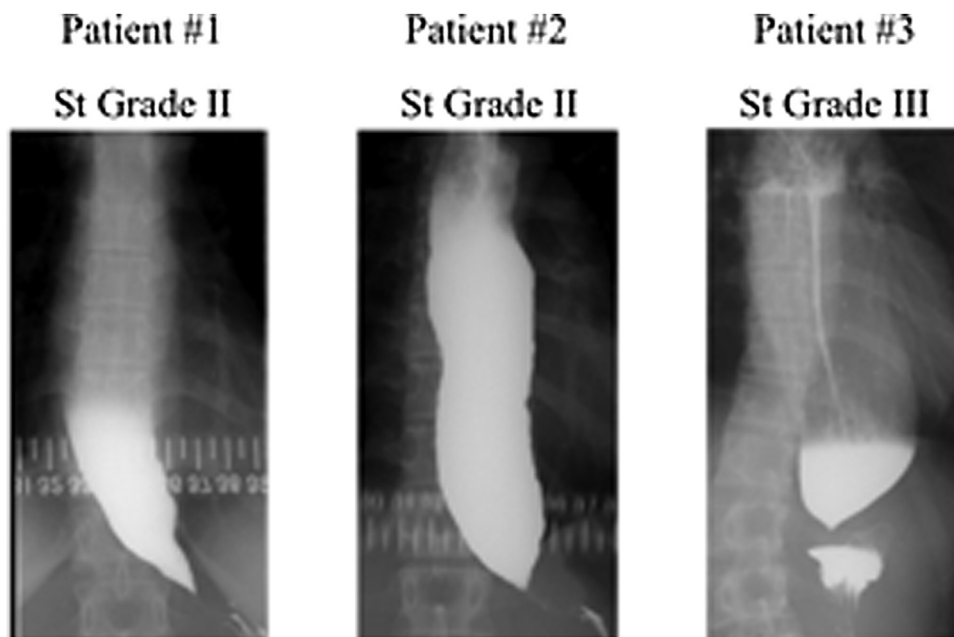 Patient #1
Patient #2
Patient #3
St Grade II
St Grade II
St Grade III